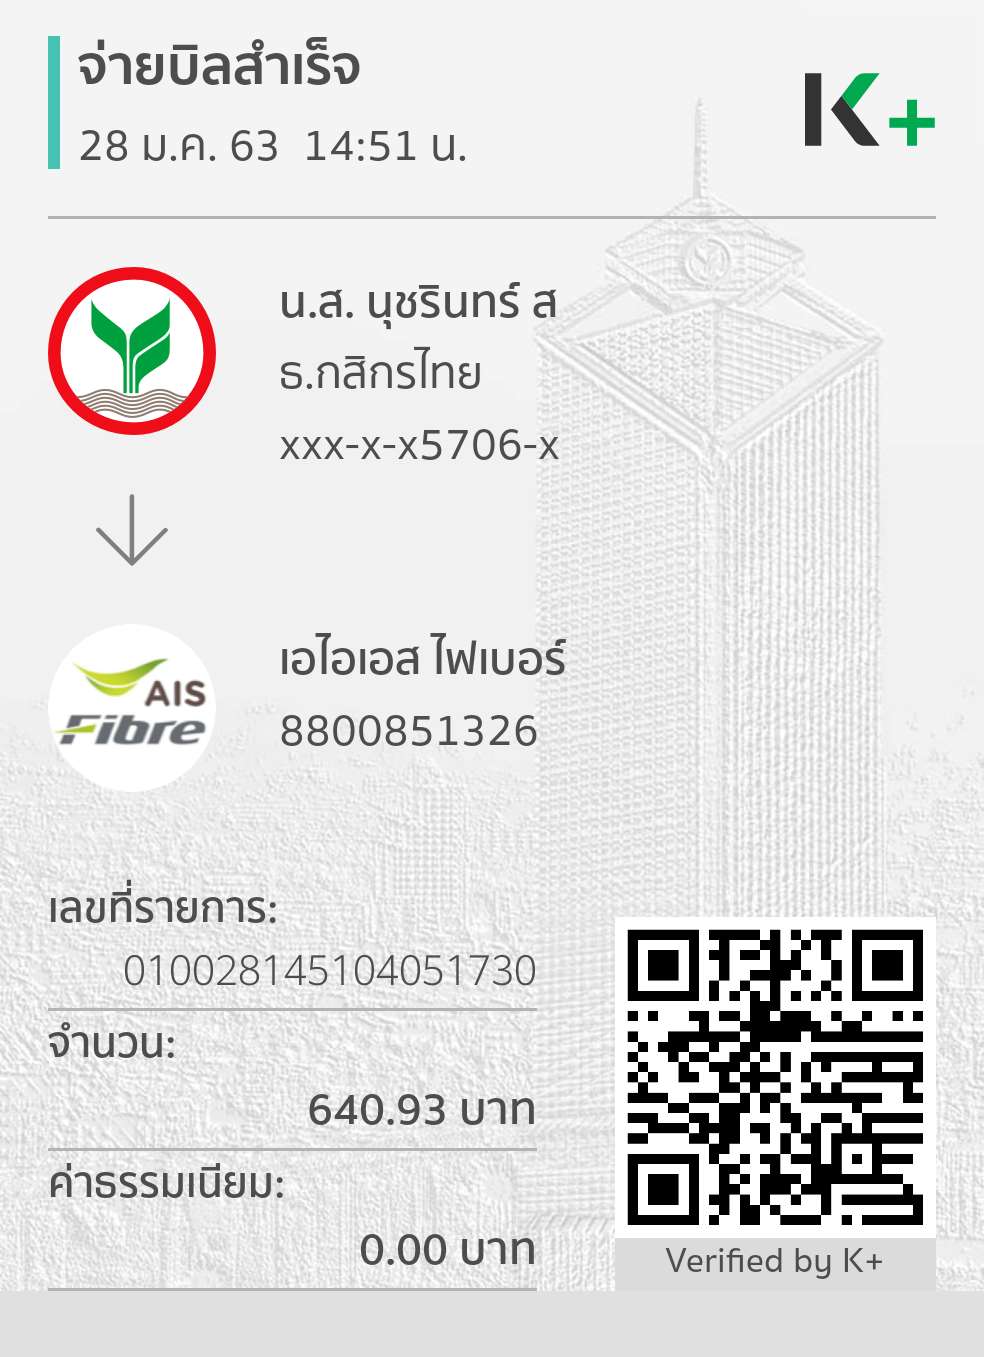 จ่ายบิลสำเร็จ
28 ม.ค. 63 14:51 น.
K+
น.ส. นุชรินทร์ ส
ธ.กสิกรไทย
xxx-x-x5706-x
AIS
Fibre
เอไอเอส ไฟเบอร์
8800851326
เลขที่รายการ:
010028145104051730
จำนวน:
640.93 บาท
ค่าธรรมเนียม:
0.00 บาท
Verified by K+